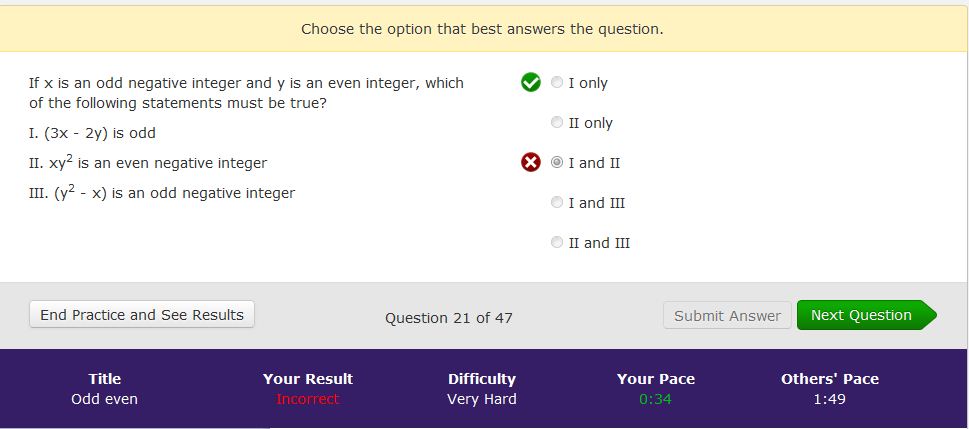 Choose the option that best answers the question.
If x is an odd negative integer and y is an even integer, which
of the following statements must be true?
I. (3x - 2y) is odd
II. xy² is an even negative integer
III. (y² - x) is an odd negative integer
I only
II only
I and II
I and III
II and III
End Practice and See Results
Question 21 of 47
Submit Answer
Next Question
Title
Your Result
Difficulty
Your Pace
Others' Pace
Odd even
Incorrect
Very Hard
0:34
1:49